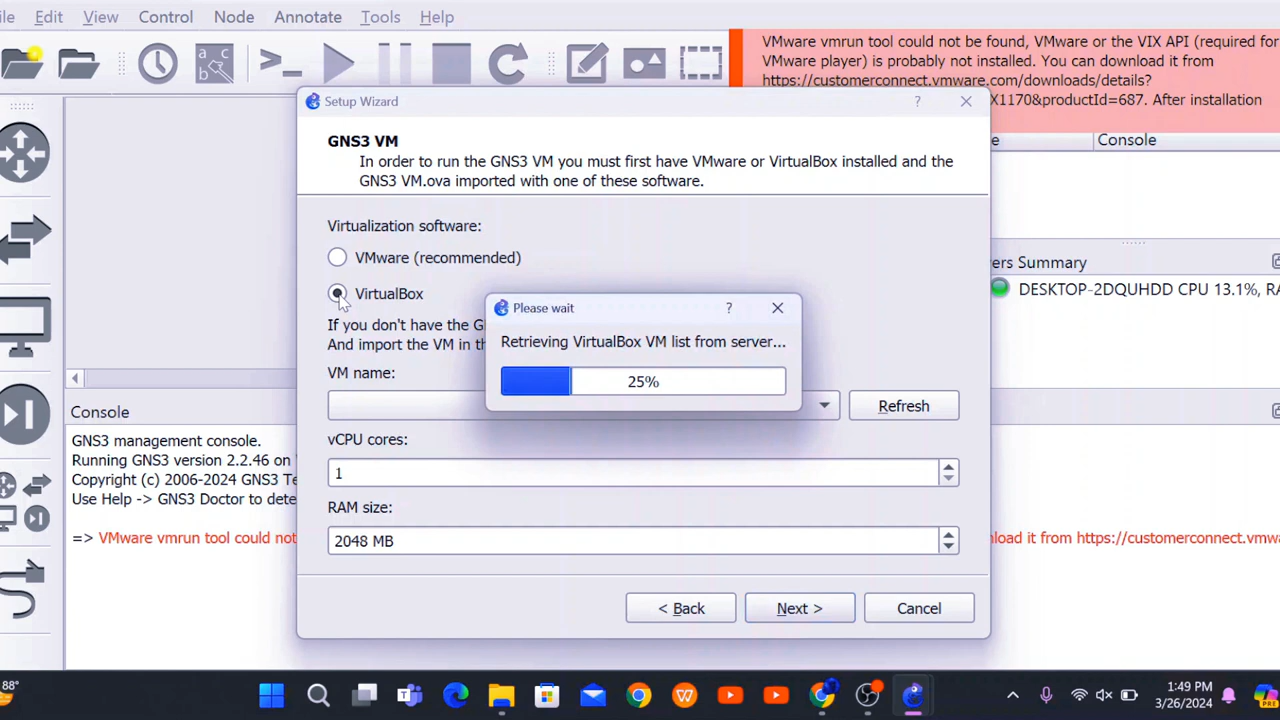 ile Edit View Control Node Annotate Tools Help
VMware vmrun tool could not be found, VMware or the VIX API (required for
VMware player) is probably not installed. You can download it from
https://customerconnect.vmware.com/downloads/details?
X1170&productId=687. After installation
Setup Wizard
GNS3 VM
In order to run the GNS3 VM you must first have VMware or VirtualBox installed and the
GNS3 VM.ova imported with one of these software.
Virtualization software:
VMware (recommended)
VirtualBox
If you don't have the G
And import the VM in th
VM name:
Refresh
vCPU cores:
1
RAM size:
2048 MB
< Back
Next >
Cancel
Please wait
Retrieving VirtualBox VM list from server...
25%
e
Console
ers Summary
DESKTOP-2DQUHDD CPU 13.1%, RA
Console
GNS3 management console.
Running GNS3 version 2.2.46 on
Copyright (c) 2006-2024 GNS3 Te
Use Help -> GNS3 Doctor to dete
=> VMware vmrun tool could not
nload it from https://customerconnect.vmwa
88°
1:49 PM
3/26/2024
PRE